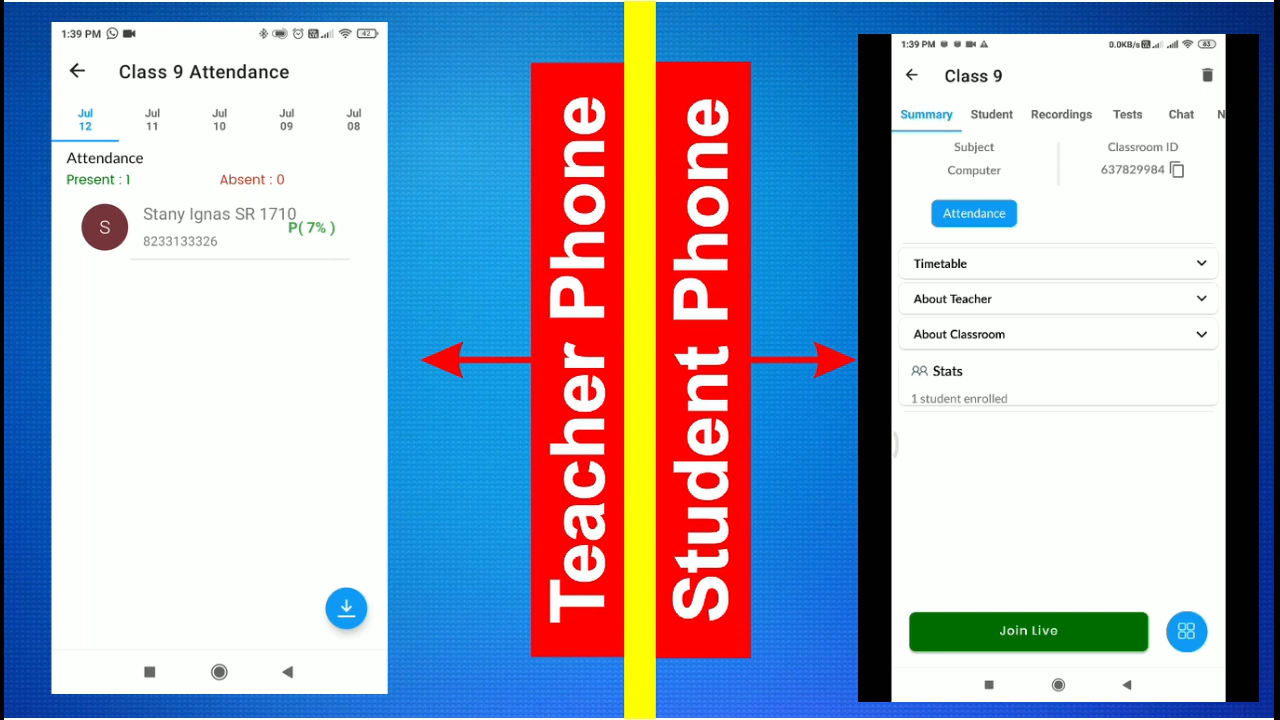 1:39 PM
42
Class 9 Attendance
Jul 12
Jul 11
Jul 10
Jul 09
Jul 08
Attendance
Present : 1
Absent : 0
S
Stany Ignas SR 1710
P( 7% )
8233133326
Teacher Phone
Student Phone
1:39 PM
0.0KB/s
83
Class 9
Summary
Student
Recordings
Tests
Chat
N
Subject
Classroom ID
Computer
637829984
Attendance
Timetable
About Teacher
About Classroom
Stats
1 student enrolled
Join Live